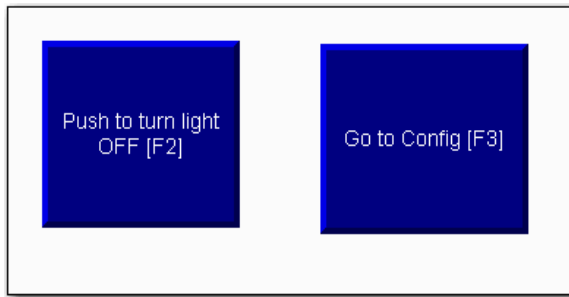 Push to turn light
OFF [F2]
Go to Config [F3]